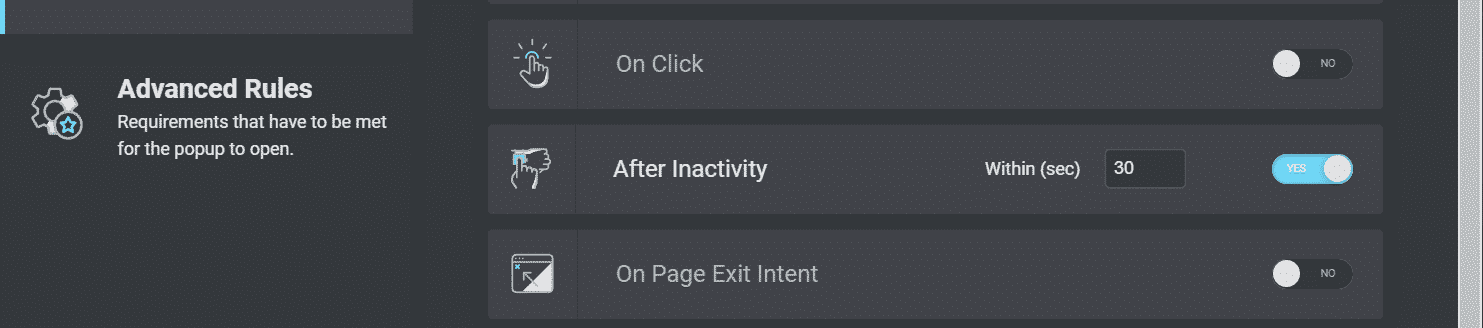 Advanced Rules
Requirements that have to be met
for the popup to open.
On Click
NO
After Inactivity
Within (sec)
30
YES
On Page Exit Intent
NO